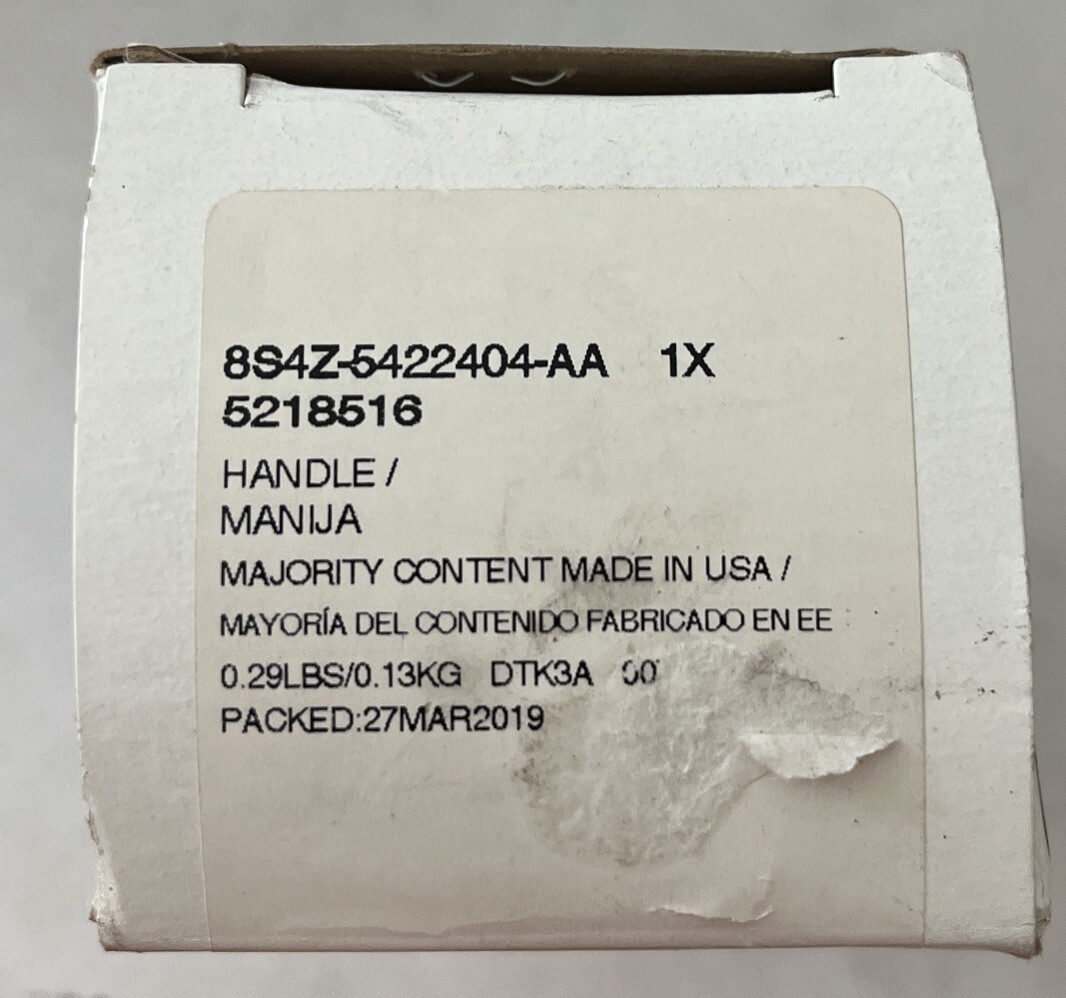 8S4Z-5422404-AA 1X
5218516
HANDLE /
MANIJA
MAJORITY CONTENT MADE IN USA /
MAYORÍA DEL CONTENIDO FABRICADO EN EE
0.29LBS/0.13KG DTK3A
PACKED:27MAR2019